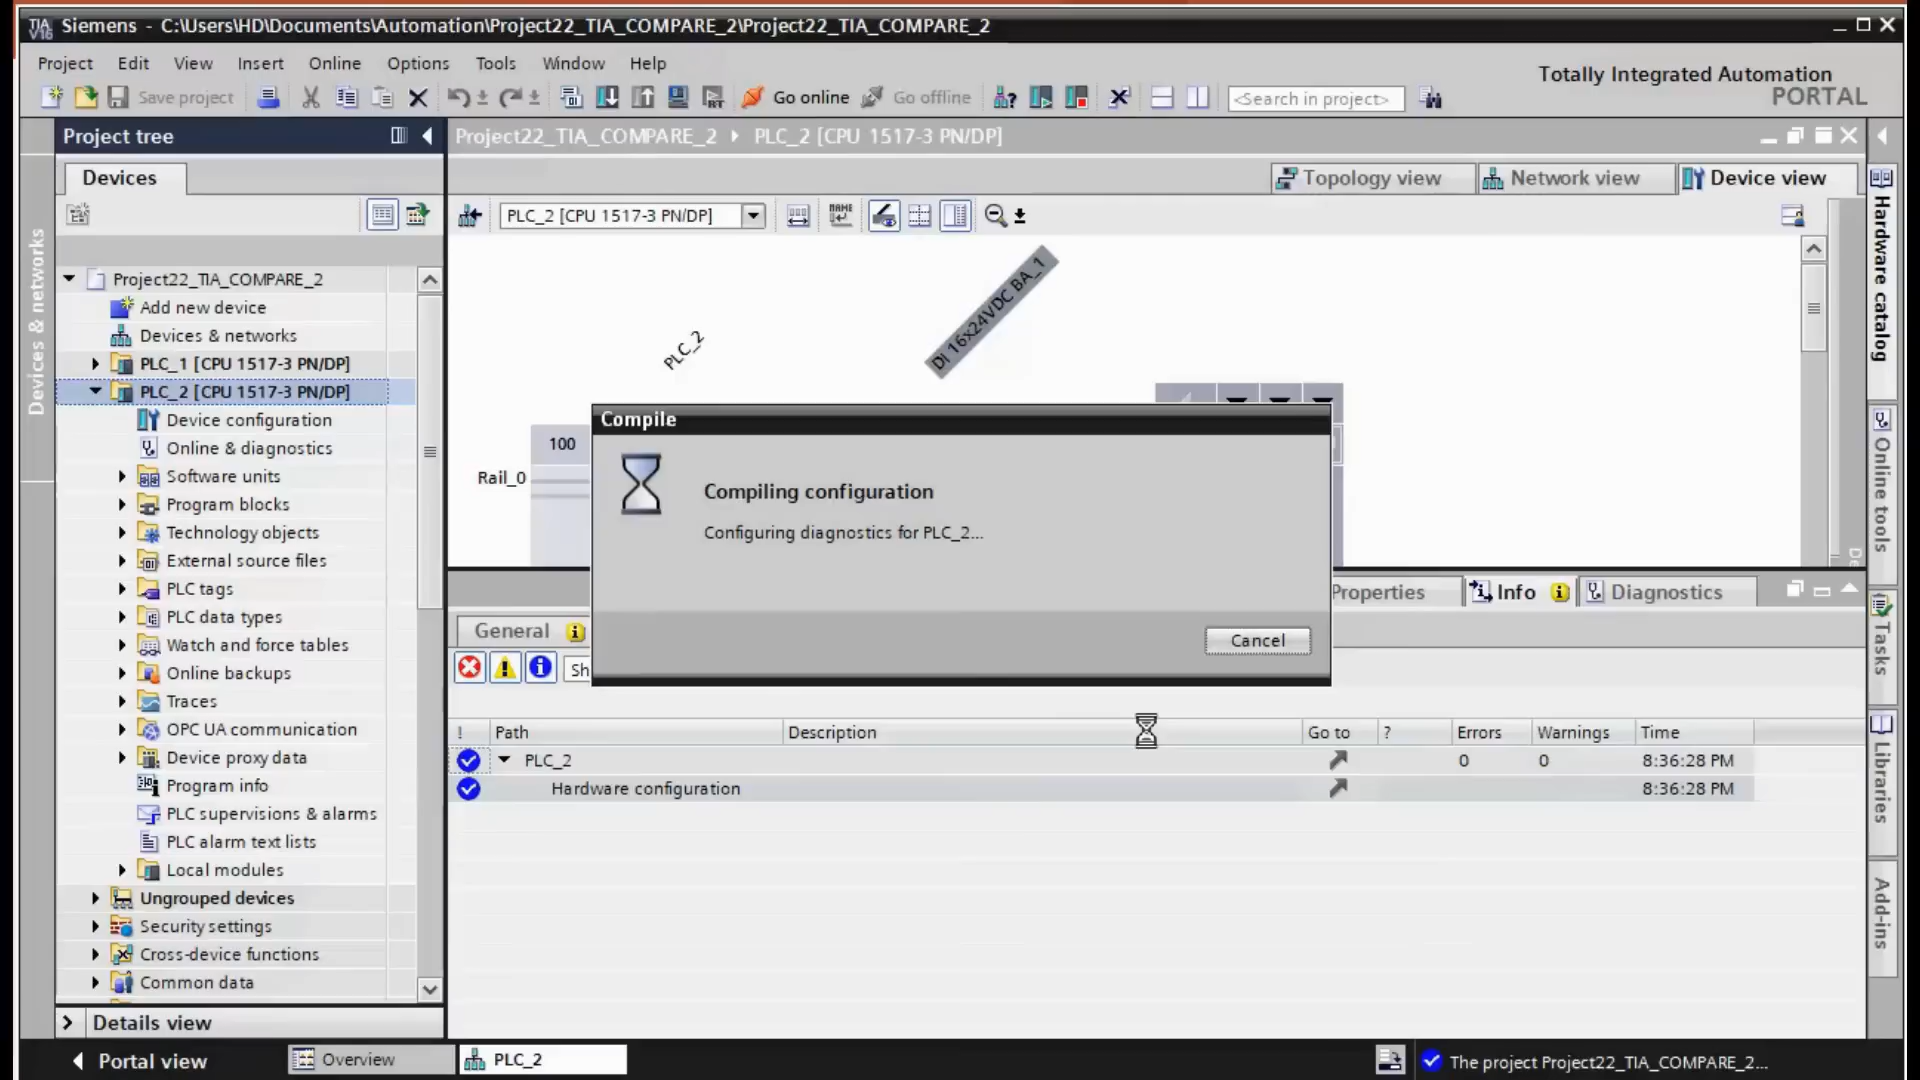 Siemens - C:\Users\HD\Documents\Automation\Project22_TIA_COMPARE_2\Project22_TIA_COMPARE_2
Project Edit View Insert Online Options Tools Window Help
Totally Integrated Automation
PORTAL
Save project
Go online
Go offline
<Search in project>
Project tree
Project22_TIA_COMPARE_2 PLC_2 [CPU 1517-3 PN/DP]
Devices
Topology view
Network view
Device view
PLC_2 [CPU 1517-3 PN/DP]
Devices & networks
Project22_TIA_COMPARE_2
Add new device
Devices & networks
PLC_1 [CPU 1517-3 PN/DP]
PLC_2 [CPU 1517-3 PN/DP]
Device configuration
Online & diagnostics
Software units
Program blocks
Technology objects
External source files
PLC tags
PLC data types
Watch and force tables
Online backups
Traces
OPC UA communication
Device proxy data
Program info
PLC supervisions & alarms
PLC alarm text lists
Local modules
Ungrouped devices
Security settings
Cross-device functions
Common data
Details view
PLC_2
DI 16x24VDC BA_1
100
Rail_0
Compile
Compiling configuration
Configuring diagnostics for PLC_2...
Cancel
Properties
Info
Diagnostics
General
Sh
! Path Description Go to ? Errors Warnings Time
PLC_2 0 0 8:36:28 PM
Hardware configuration 8:36:28 PM
Hardware catalog
Online tools
Tasks
Libraries
Add-ins
Portal view
Overview
PLC_2
The project Project22_TIA_COMPARE_2...